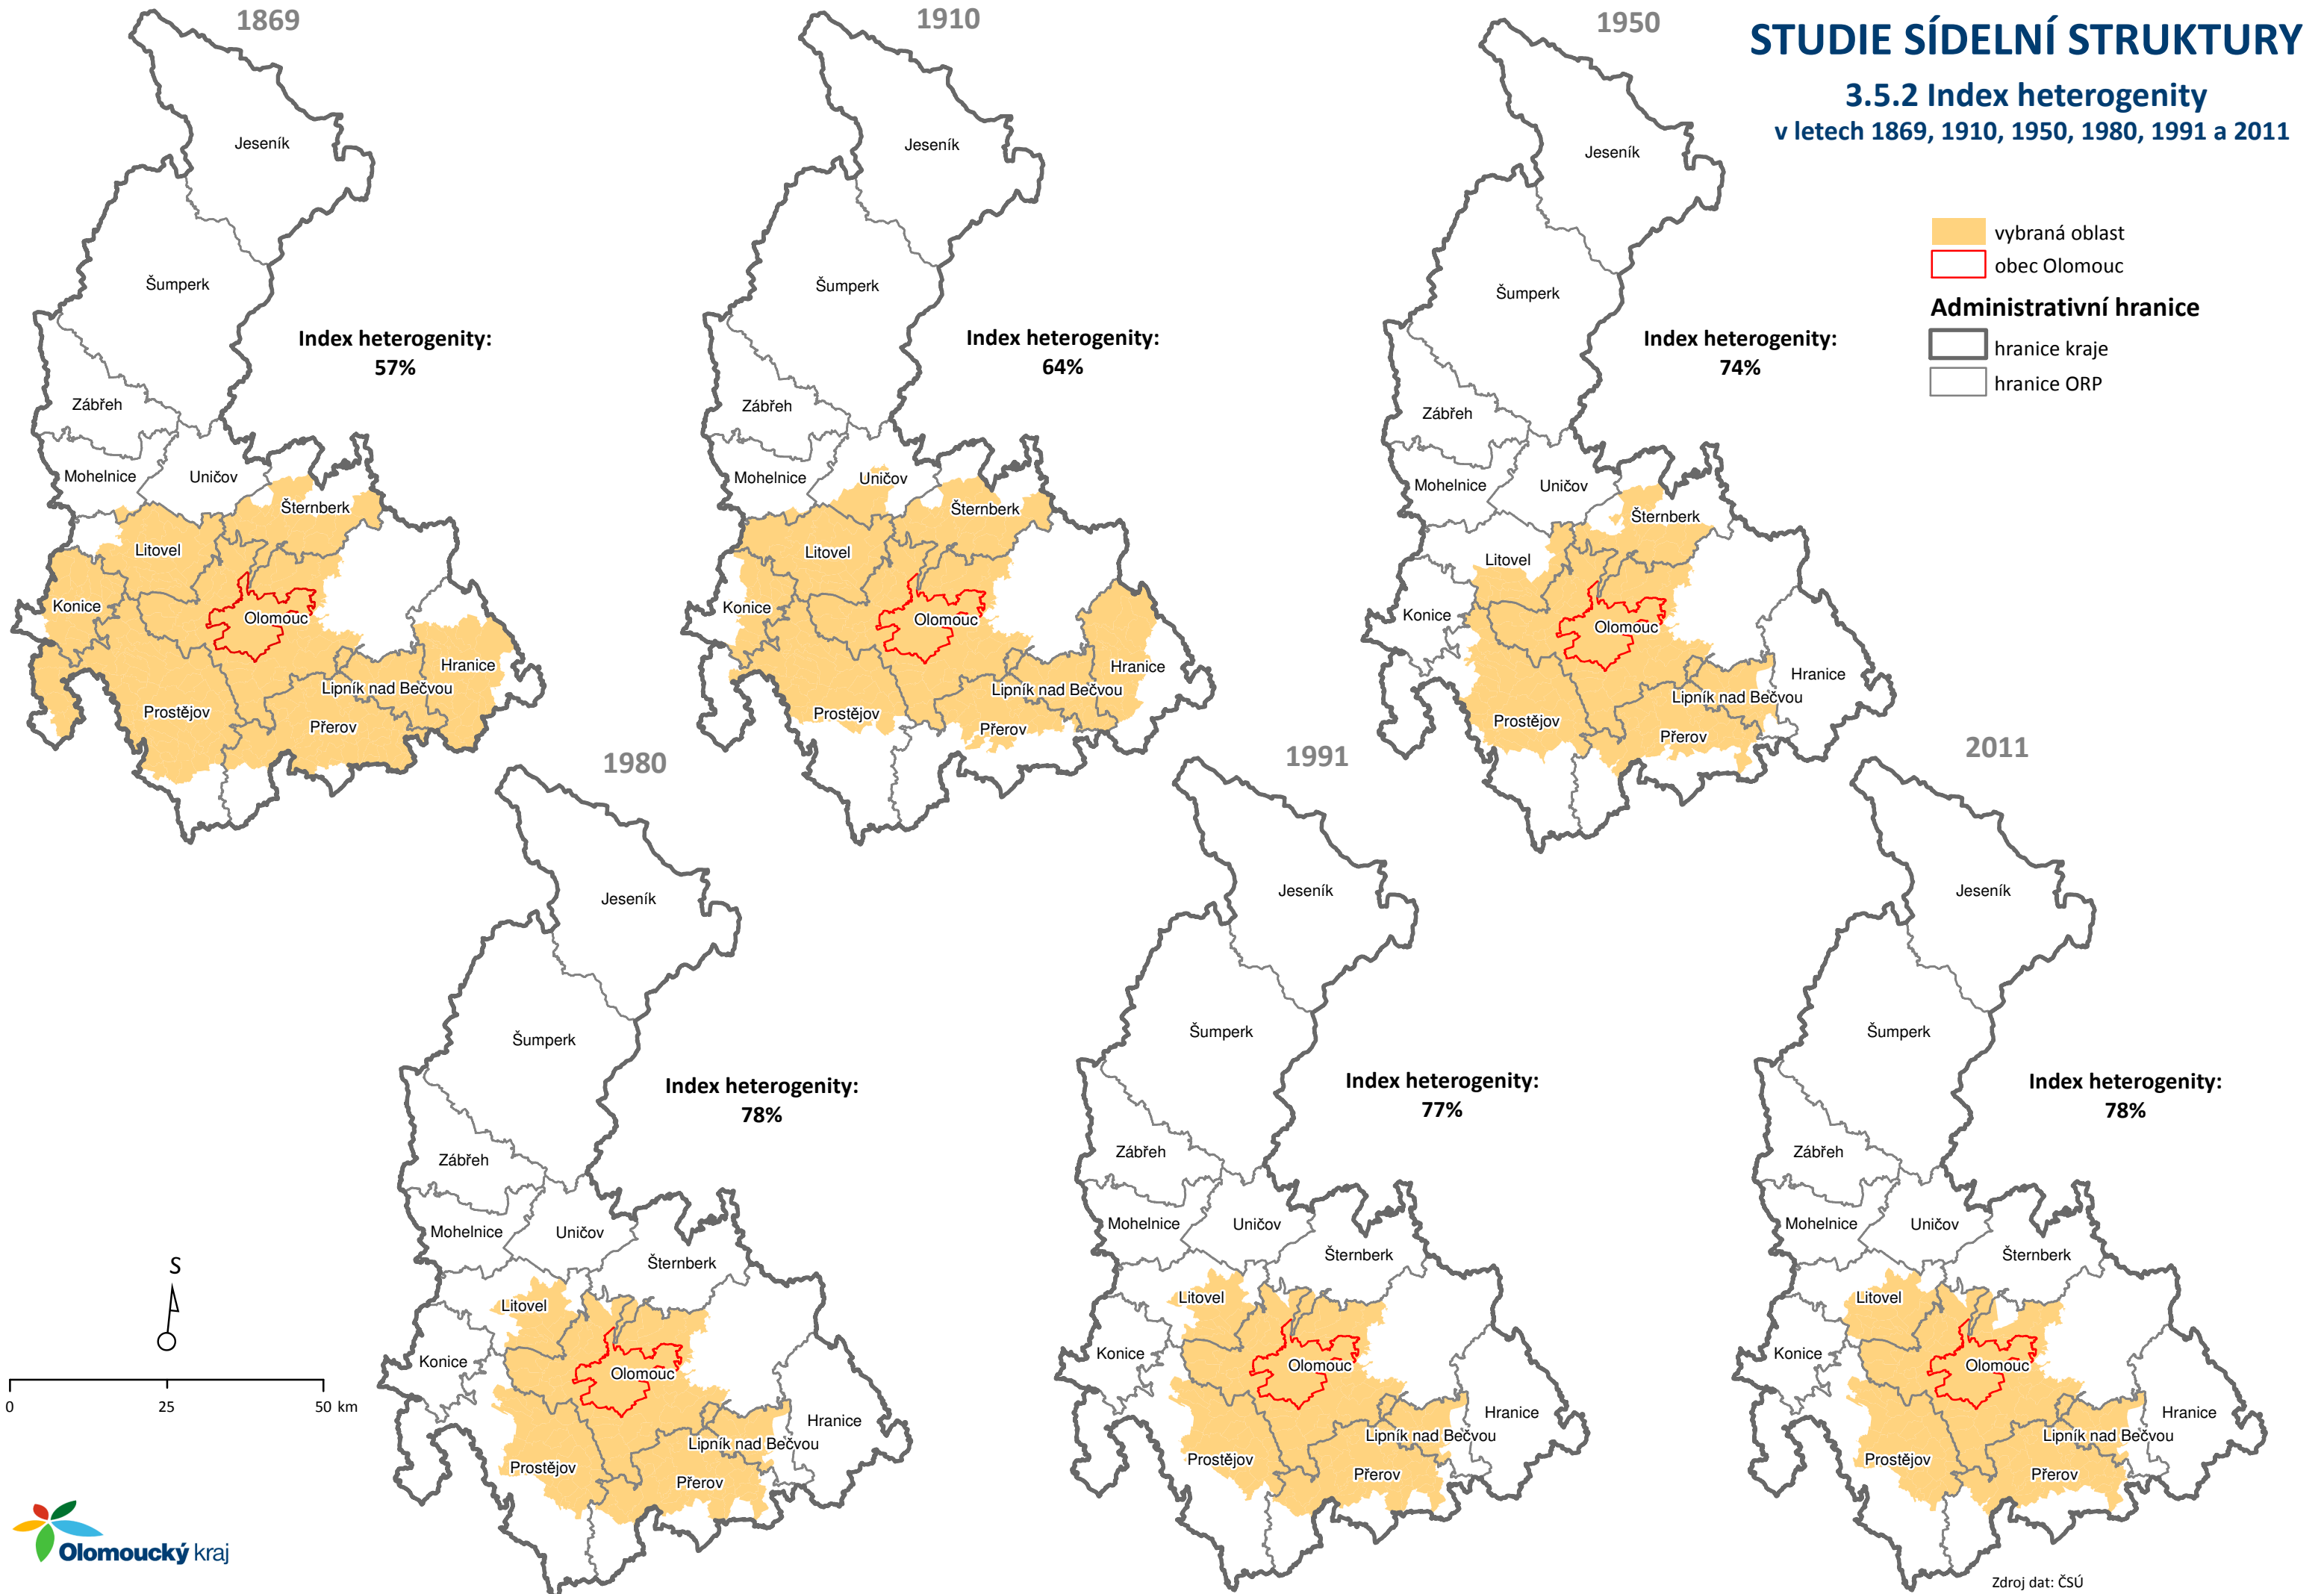 STUDIE SÍDELNÍ STRUKTURY
3.5.2 Index heterogenity
v letech 1869, 1910, 1950, 1980, 1991 a 2011
vybraná oblast
obec Olomouc
Administrativní hranice
hranice kraje
hranice ORP
1869
Jeseník
Šumperk
Index heterogenity:
57%
Zábřeh
Mohelnice
Uničov
Šternberk
Litovel
Konice
Olomouc
Hranice
Lipník nad Bečvou
Prostějov
Přerov
1910
Jeseník
Šumperk
Index heterogenity:
64%
Zábřeh
Mohelnice
Uničov
Šternberk
Litovel
Konice
Olomouc
Hranice
Lipník nad Bečvou
Prostějov
Přerov
1950
Jeseník
Šumperk
Index heterogenity:
74%
Zábřeh
Mohelnice
Uničov
Šternberk
Litovel
Konice
Olomouc
Hranice
Lipník nad Bečvou
Prostějov
Přerov
1980
Jeseník
Šumperk
Index heterogenity:
78%
Zábřeh
Mohelnice
Uničov
Šternberk
Litovel
Konice
Olomouc
Hranice
Lipník nad Bečvou
Prostějov
Přerov
1991
Jeseník
Šumperk
Index heterogenity:
77%
Zábřeh
Mohelnice
Uničov
Šternberk
Litovel
Konice
Olomouc
Hranice
Lipník nad Bečvou
Prostějov
Přerov
2011
Jeseník
Šumperk
Index heterogenity:
78%
Zábřeh
Mohelnice
Uničov
Šternberk
Litovel
Konice
Olomouc
Hranice
Lipník nad Bečvou
Prostějov
Přerov
S
0 25 50 km
Olomoucký kraj
Zdroj dat: ČSÚ